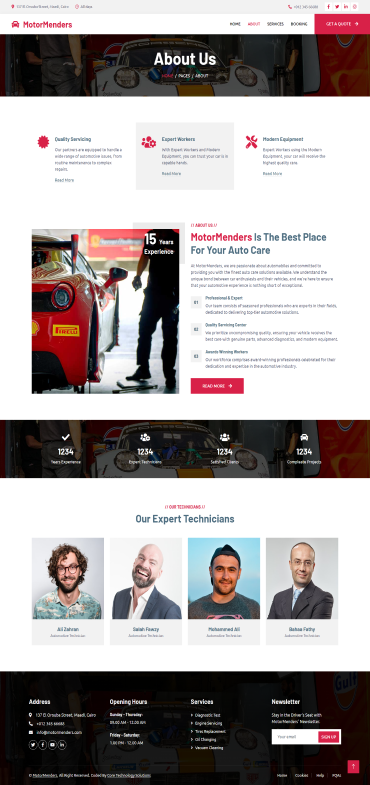 137 El Orouba Street, Maadi, Cairo
All days
+012 345 66688
MotorMenders
HOME
ABOUT
SERVICES
BOOKING
GET A QUOTE
About Us
HOME / PAGES / ABOUT
Quality Servicing
Our partners are equipped to handle a
wide range of automotive issues, from
routine maintenance to complex
repairs.
Read More
Expert Workers
With Expert Workers and Modern
Equipment, you can trust your car is in
capable hands.
Read More
Modern Equipment
Expert Workers using the Modern
Equipment, your car will receive the
highest quality care.
Read More
15 Years
Experience
// ABOUT US //
MotorMenders Is The Best Place
For Your Auto Care
At MotorMenders, we are passionate about automobiles and committed to
providing you with the finest auto care solutions available. We understand the
unique bond between car enthusiasts and their vehicles, and we're here to ensure
that your automotive experience is nothing short of exceptional.
01
Professional & Expert
Our team consists of seasoned professionals who are experts in their fields,
dedicated to delivering top-tier automotive solutions.
02
Quality Servicing Center
We prioritize uncompromising quality, ensuring your vehicle receives the
best care with genuine parts, advanced diagnostics, and modern equipment.
03
Awards Winning Workers
Our workforce comprises award-winning professionals celebrated for their
dedication and expertise in the automotive industry.
READ MORE
PIRELLI
1234
Years Experience
1234
Expert Technicians
1234
Satisfied Clients
1234
Compleate Projects
// OUR TECHNICIANS //
Our Expert Technicians
Ali Zahran
Automotive Technician
Salah Fawzy
Automotive Technician
Mohammed Ali
Automotive Technician
Bahaa Fathy
Automotive Technician
Gulf
Address
137 El Orouba Street, Maadi, Cairo
+012 345 66688
info@motormenders.com
Opening Hours
Sunday - Thursday:
09.00 AM - 12.00 AM
Friday - Saturday:
1.00 PM - 12.00 AM
Services
Diagnostic Test
Engine Servicing
Tires Replacement
Oil Changing
Vacuum Cleaning
Newsletter
Stay in the Driver's Seat with
MotorMenders' Newsletter.
Your email
SIGN UP
© MotorMenders, All Right Reserved. Coded by Core Technology Solutions
Home
Cookies
Help
FQAs